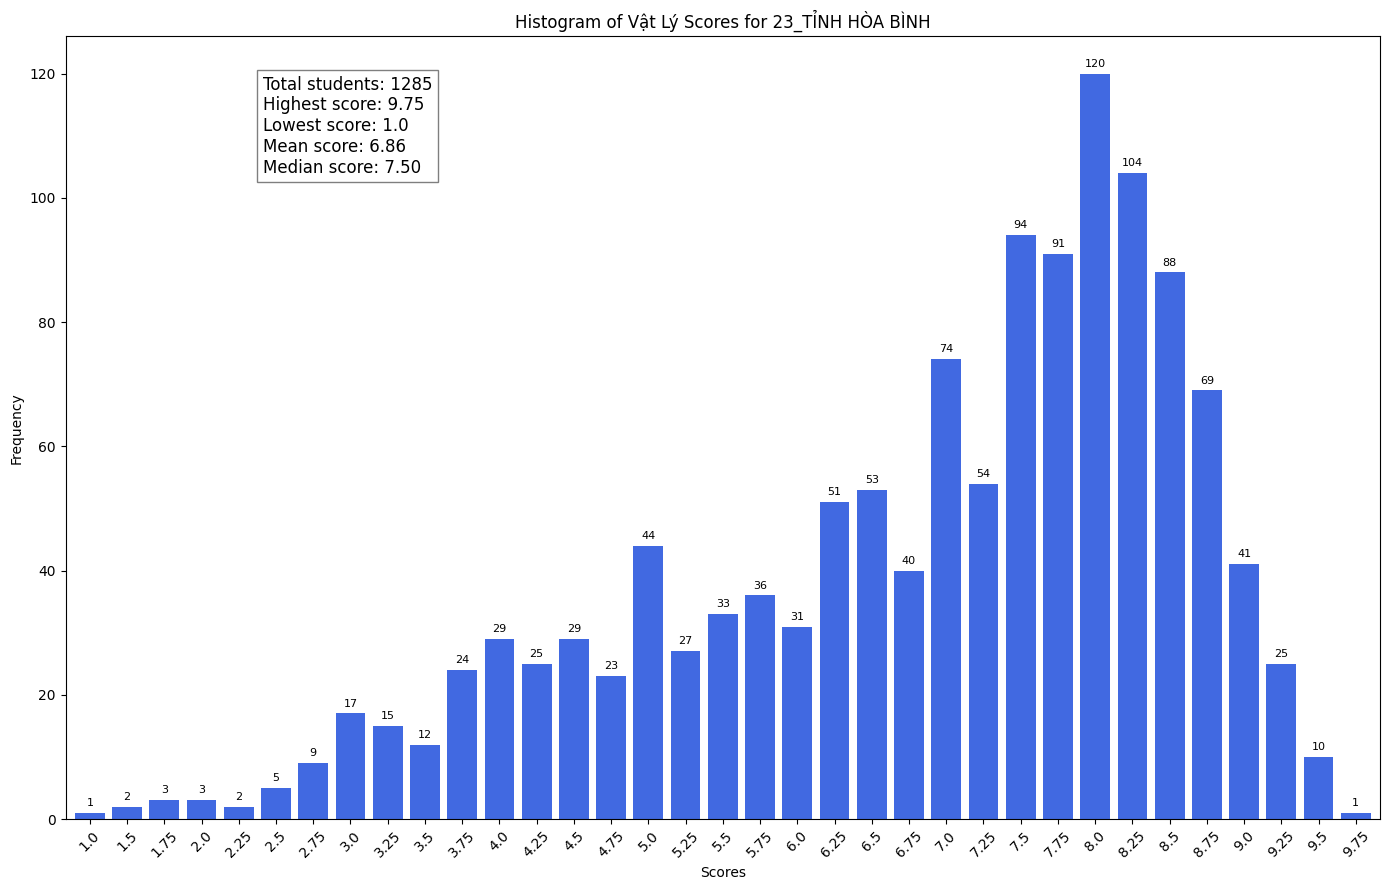 Histogram of Vật Lý Scores for 23_TỈNH HÒA BÌNH
Total students: 1285
Highest score: 9.75
Lowest score: 1.0
Mean score: 6.86
Median score: 7.50
Frequency
120
100
80
60
40
20
0
1 2 3 3 2 5 9 17 15 12 24 29 25 29 23 44 27 33 36 31 51 53 40 74 54 94 91 120 104 88 69 41 25 10 1
1.0 1.5 1.75 2.0 2.25 2.5 2.75 3.0 3.25 3.5 3.75 4.0 4.25 4.5 4.75 5.0 5.25 5.5 5.75 6.0 6.25 6.5 6.75 7.0 7.25 7.5 7.75 8.0 8.25 8.5 8.75 9.0 9.25 9.5 9.75
Scores